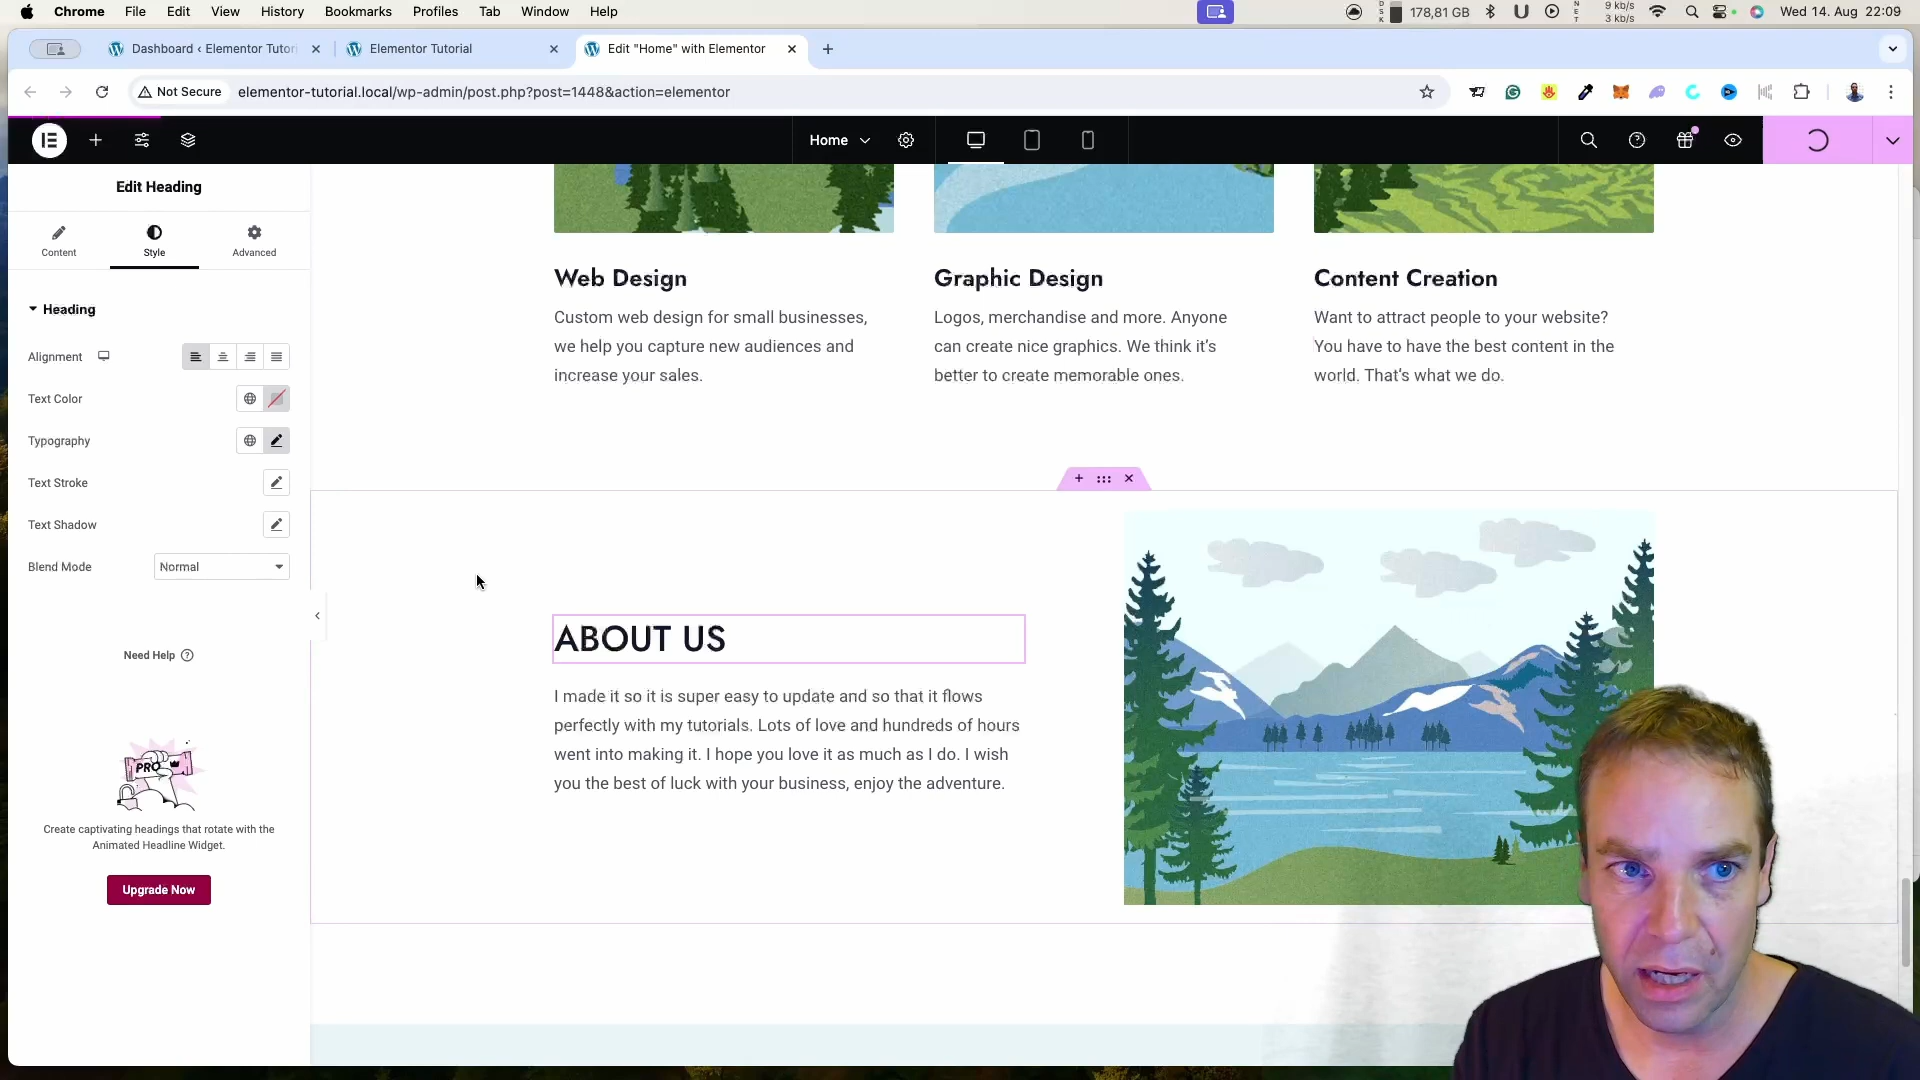 Chrome File Edit View History Bookmarks Profiles Tab Window Help
178,81 GB
9 kb/s
3 kb/s
Wed 14. Aug 22:09
Dashboard ‹ Elementor Tutor
Elementor Tutorial
Edit "Home" with Elementor
Not Secure
elementor-tutorial.local/wp-admin/post.php?post=1448&action=elementor
Home
Edit Heading
Content
Style
Advanced
Heading
Alignment
Text Color
Typography
Text Stroke
Text Shadow
Blend Mode
Normal
Need Help
PRO
Create captivating headings that rotate with the
Animated Headline Widget.
Upgrade Now
Web Design
Custom web design for small businesses,
we help you capture new audiences and
increase your sales.
Graphic Design
Logos, merchandise and more. Anyone
can create nice graphics. We think it's
better to create memorable ones.
Content Creation
Want to attract people to your website?
You have to have the best content in the
world. That's what we do.
ABOUT US
I made it so it is super easy to update and so that it flows
perfectly with my tutorials. Lots of love and hundreds of hours
went into making it. I hope you love it as much as I do. I wish
you the best of luck with your business, enjoy the adventure.